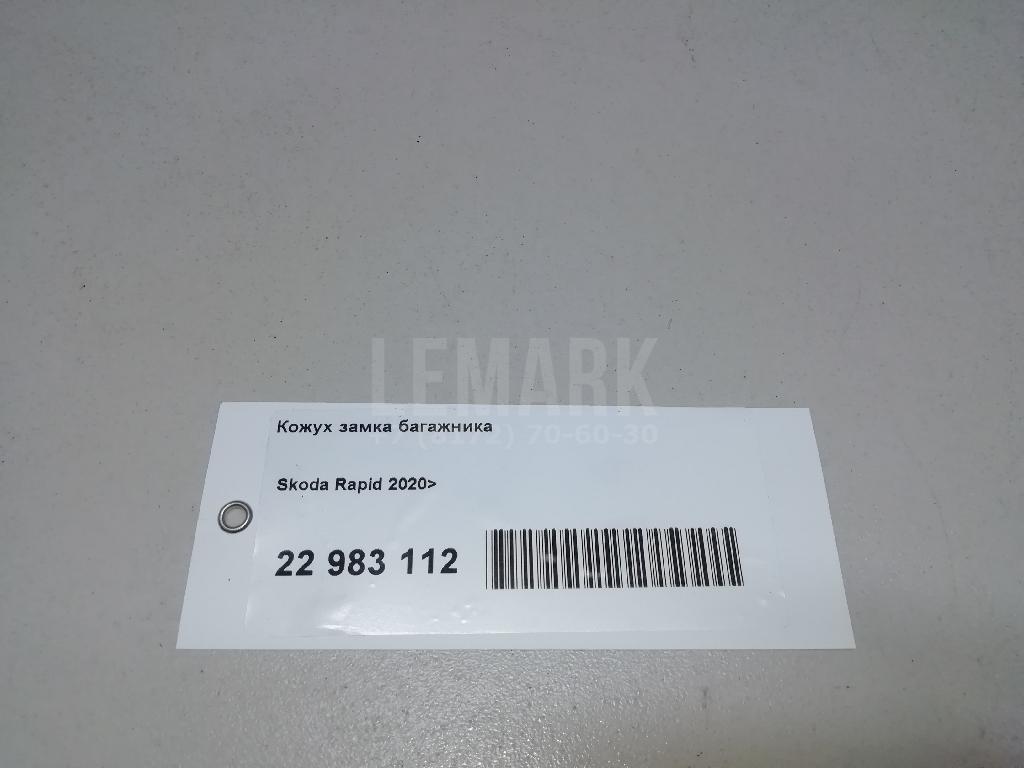 LEMARK
+7 (8172) 70-60-30
Кожух замка багажника
Skoda Rapid 2020>
22 983 112